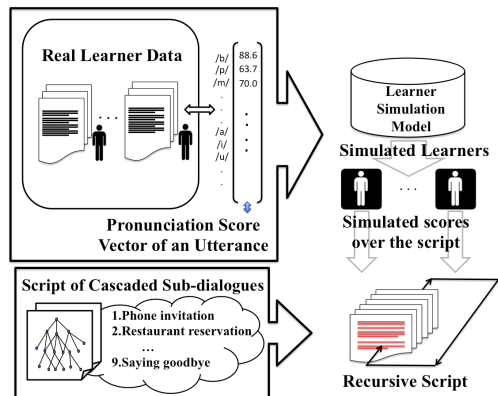 Real Learner Data
/b/ 88.6
/p/ 63.7
/m/ 70.0
/a/
/i/
/u/
Pronunciation Score
Vector of an Utterance
Learner
Simulation
Model
Simulated Learners
Simulated scores
over the script
Script of Cascaded Sub-dialogues
1.Phone invitation
2.Restaurant reservation
...
9.Saying goodbye
Recursive Script